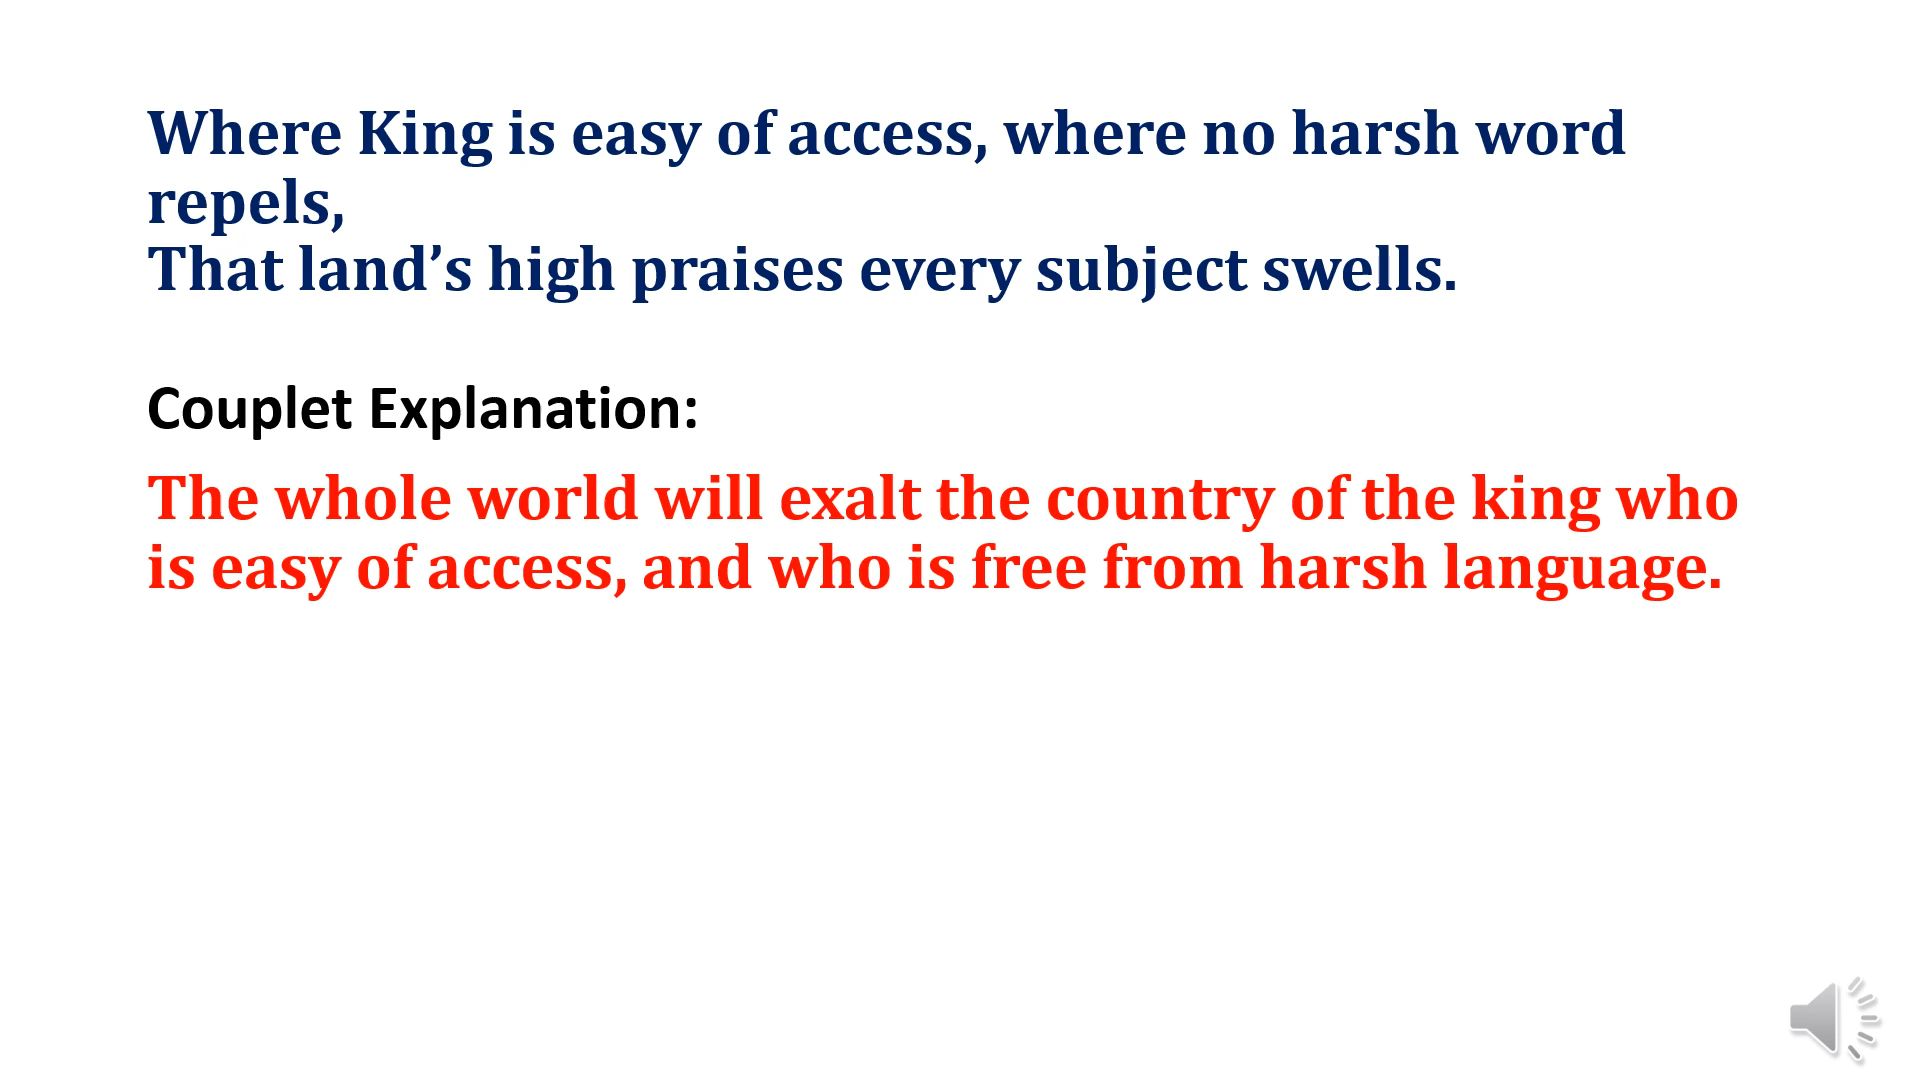 Where King is easy of access, where no harsh word
repels,
That land’s high praises every subject swells.
Couplet Explanation:
The whole world will exalt the country of the king who
is easy of access, and who is free from harsh language.